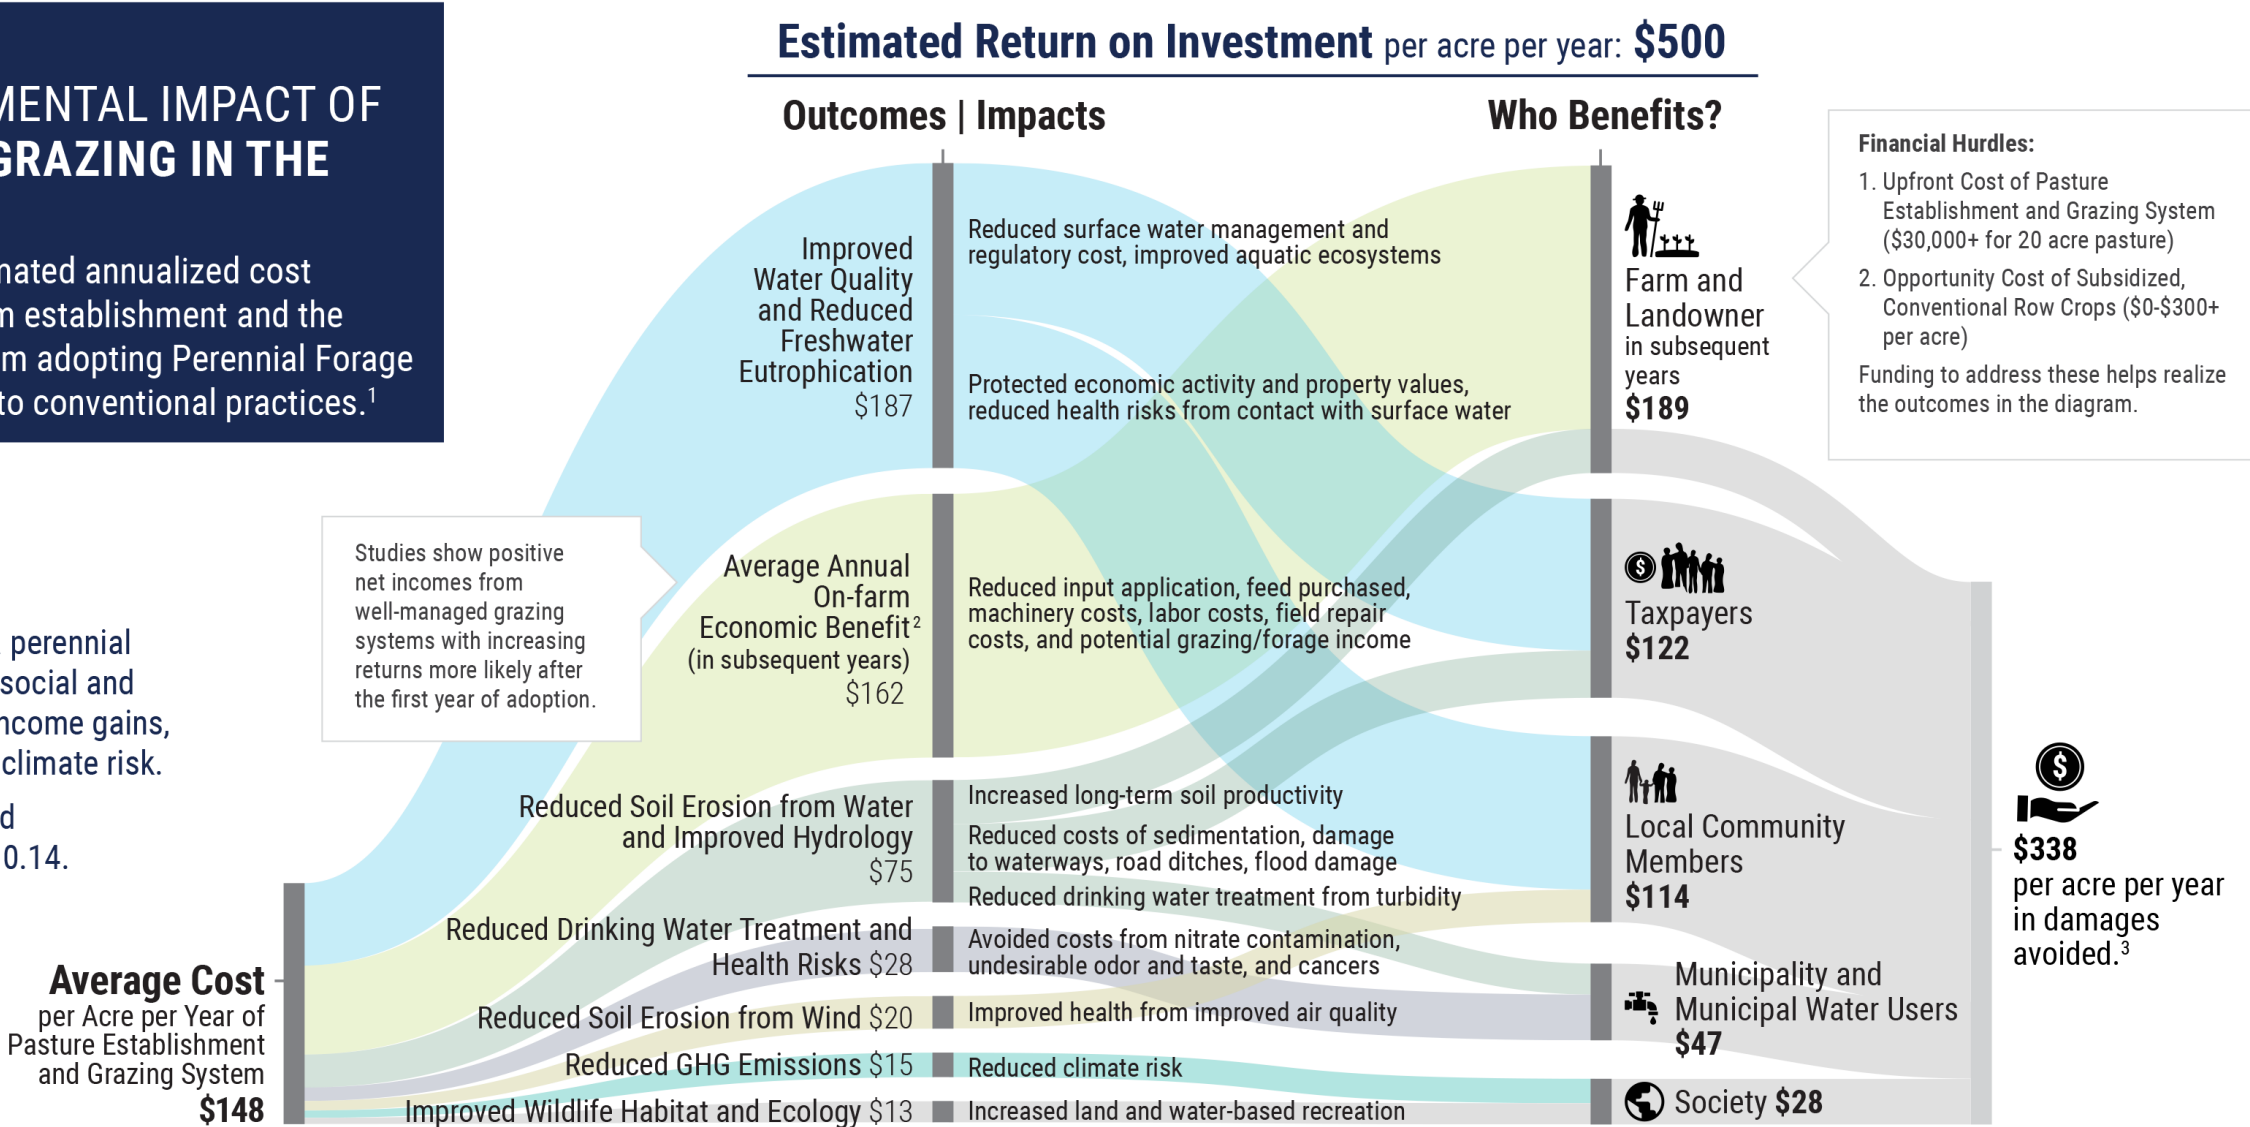 MENTAL IMPACT OF
GRAZING IN THE
mated annualized cost
m establishment and the
m adopting Perennial Forage
to conventional practices.1
perennial
social and
ncome gains,
climate risk.
d
0.14.
Estimated Return on Investment per acre per year: $500
Outcomes | Impacts
Who Benefits?
Average Cost
per Acre per Year of
Pasture Establishment
and Grazing System
$148
Studies show positive
net incomes from
well-managed grazing
systems with increasing
returns more likely after
the first year of adoption.
Improved
Water Quality
and Reduced
Freshwater
Eutrophication
$187
Average Annual
On-farm
Economic Benefit2
(in subsequent years)
$162
Reduced Soil Erosion from Water
and Improved Hydrology
$75
Reduced Drinking Water Treatment and
Health Risks $28
Reduced Soil Erosion from Wind $20
Reduced GHG Emissions $15
Improved Wildlife Habitat and Ecology $13
Reduced surface water management and
regulatory cost, improved aquatic ecosystems
Protected economic activity and property values,
reduced health risks from contact with surface water
Reduced input application, feed purchased,
machinery costs, labor costs, field repair
costs, and potential grazing/forage income
Increased long-term soil productivity
Reduced costs of sedimentation, damage
to waterways, road ditches, flood damage
Reduced drinking water treatment from turbidity
Avoided costs from nitrate contamination,
undesirable odor and taste, and cancers
Improved health from improved air quality
Reduced climate risk
Increased land and water-based recreation
Farm and
Landowner
in subsequent
years
$189
$
Taxpayers
$122
Local Community
Members
$114
Municipality and
Municipal Water Users
$47
Society $28
Financial Hurdles:
1. Upfront Cost of Pasture
Establishment and Grazing System
($30,000+ for 20 acre pasture)
2. Opportunity Cost of Subsidized,
Conventional Row Crops ($0-$300+
per acre)
Funding to address these helps realize
the outcomes in the diagram.
$
$338
per acre per year
in damages
avoided.3